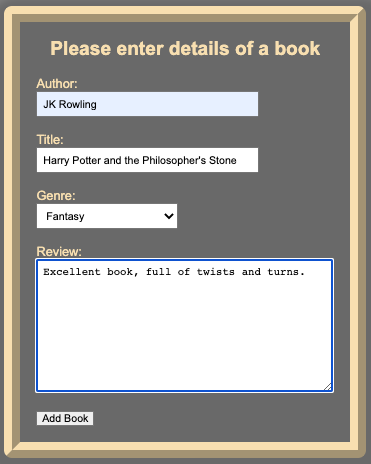 Please enter details of a book
Author:
JK Rowling
Title:
Harry Potter and the Philosopher's Stone
Genre:
Fantasy
Review:
Excellent book, full of twists and turns.
Add Book